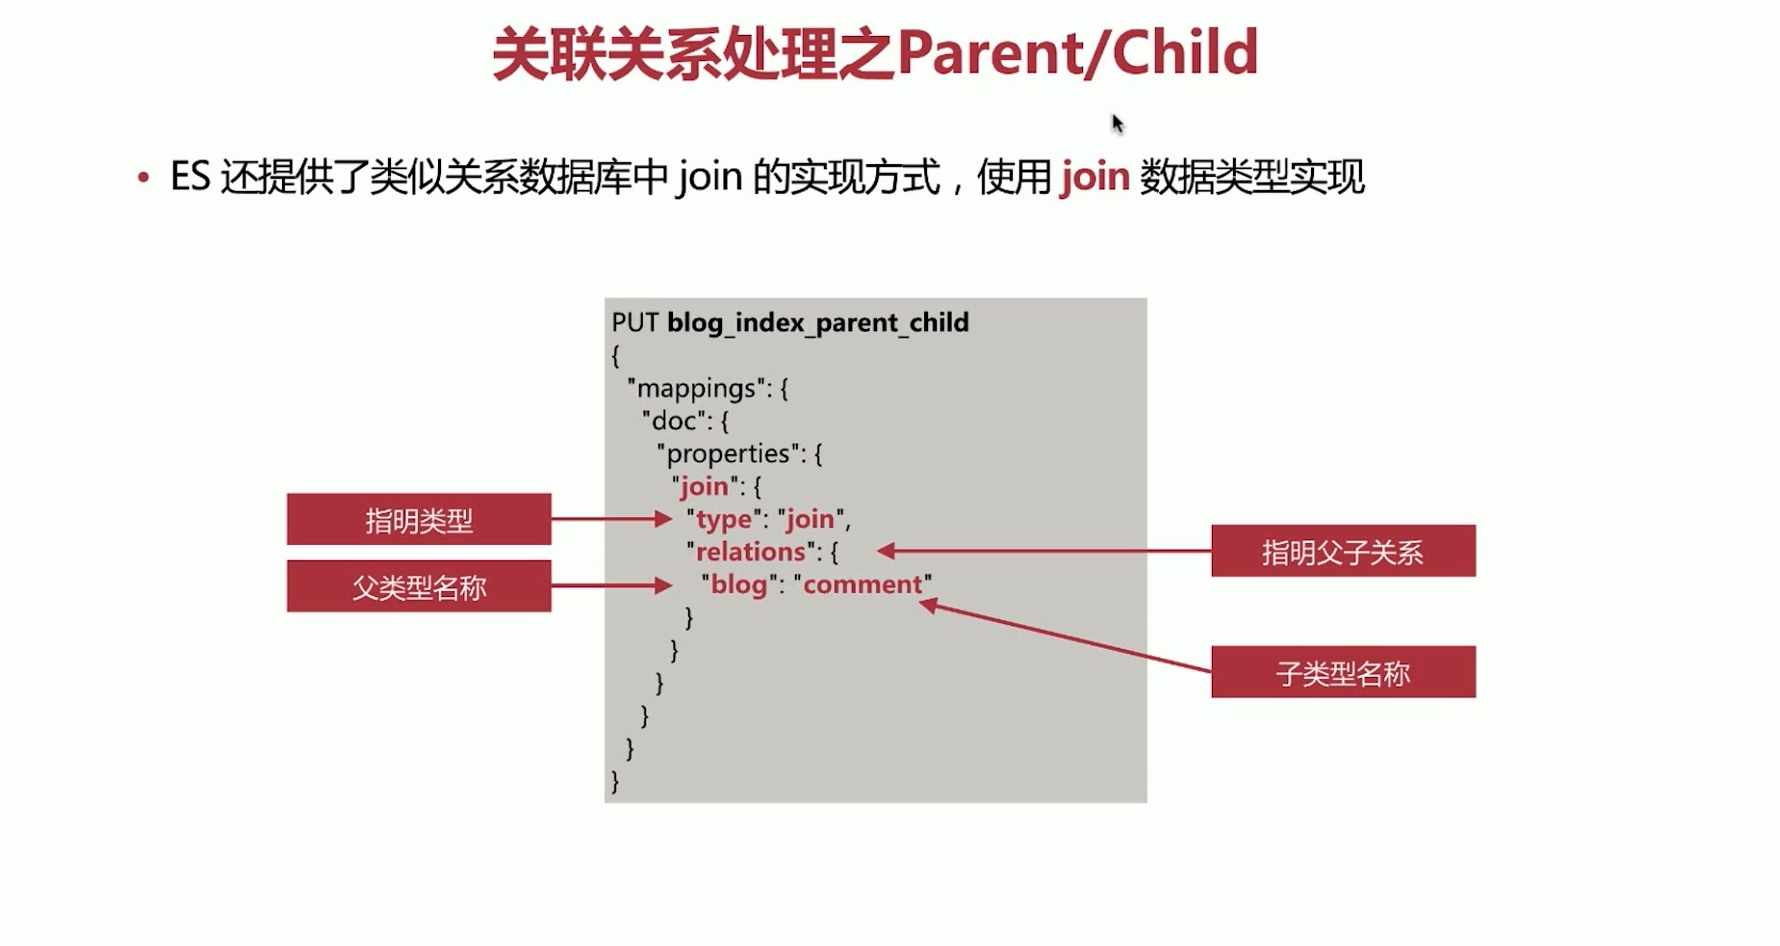 关联关系处理之Parent/Child
• ES 还提供了类似关系数据库中 join 的实现方式，使用 join 数据类型实现
PUT blog_index_parent_child
{
"mappings": {
"doc": {
"properties": {
"join": {
指明类型
"type": "join",
"relations": {
指明父子关系
父类型名称
"blog": "comment"
}
}
子类型名称
}
}
}
}